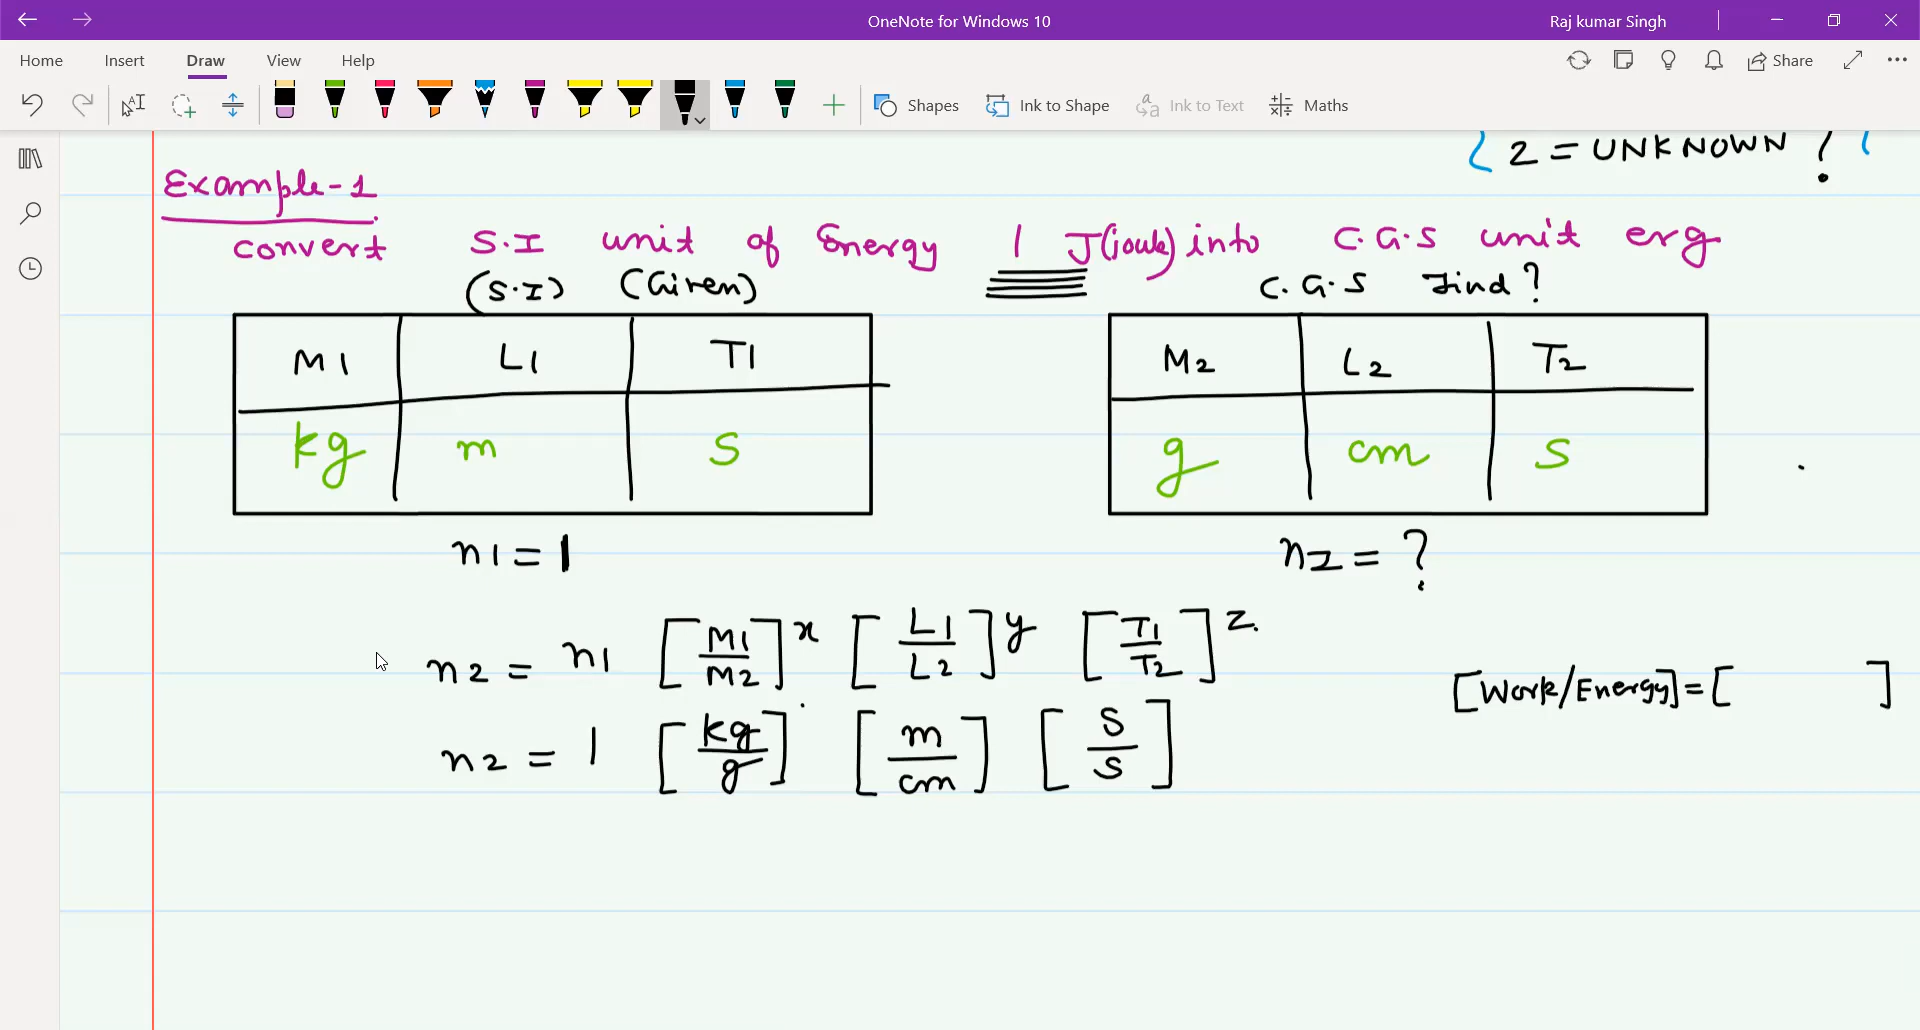 OneNote for Windows 10
Raj kumar Singh
Home Insert Draw View Help
Share
Shapes Ink to Shape Ink to Text Maths
2 = UNKNOWN ?
Example-1
convert S.I unit of Energy 1 J(joule) into C.G.S unit erg
(S.I) (Given) C.G.S Find?
M1 L1 T1 M2 L2 T2
kg m s g cm s
n1 = 1 n2 = ?
n2 = n1 [M1/M2]^x [L1/L2]^y [T1/T2]^z
[Work/Energy] = [ ]
n2 = 1 [kg/g] [m/cm] [s/s]